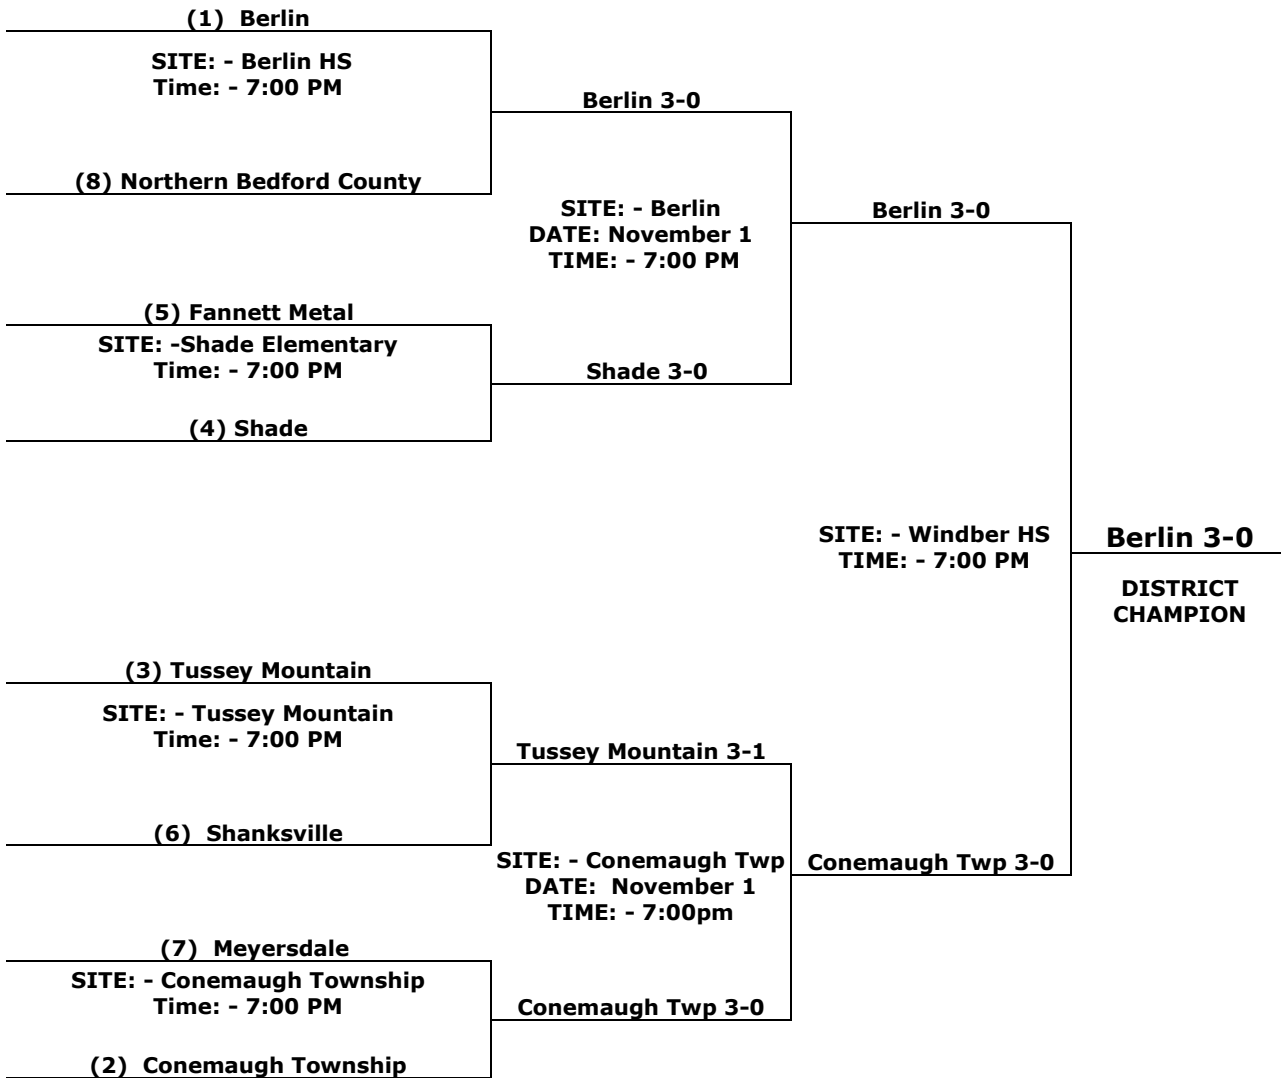 (1)  Berlin
SITE: - Berlin HS
Time: - 7:00 PM
Berlin 3-0
(8) Northern Bedford County
SITE: - Berlin
DATE: November 1
TIME: - 7:00 PM
Berlin 3-0
(5) Fannett Metal
SITE: -Shade Elementary
Time: - 7:00 PM
Shade 3-0
(4) Shade
SITE: - Windber HS
TIME: - 7:00 PM
Berlin 3-0
DISTRICT
CHAMPION
(3) Tussey Mountain
SITE: - Tussey Mountain
Time: - 7:00 PM
Tussey Mountain 3-1
(6)  Shanksville
SITE: - Conemaugh Twp
DATE:  November 1
TIME: - 7:00pm
Conemaugh Twp 3-0
(7)  Meyersdale
SITE: - Conemaugh Township
Time: - 7:00 PM
Conemaugh Twp 3-0
(2)  Conemaugh Township